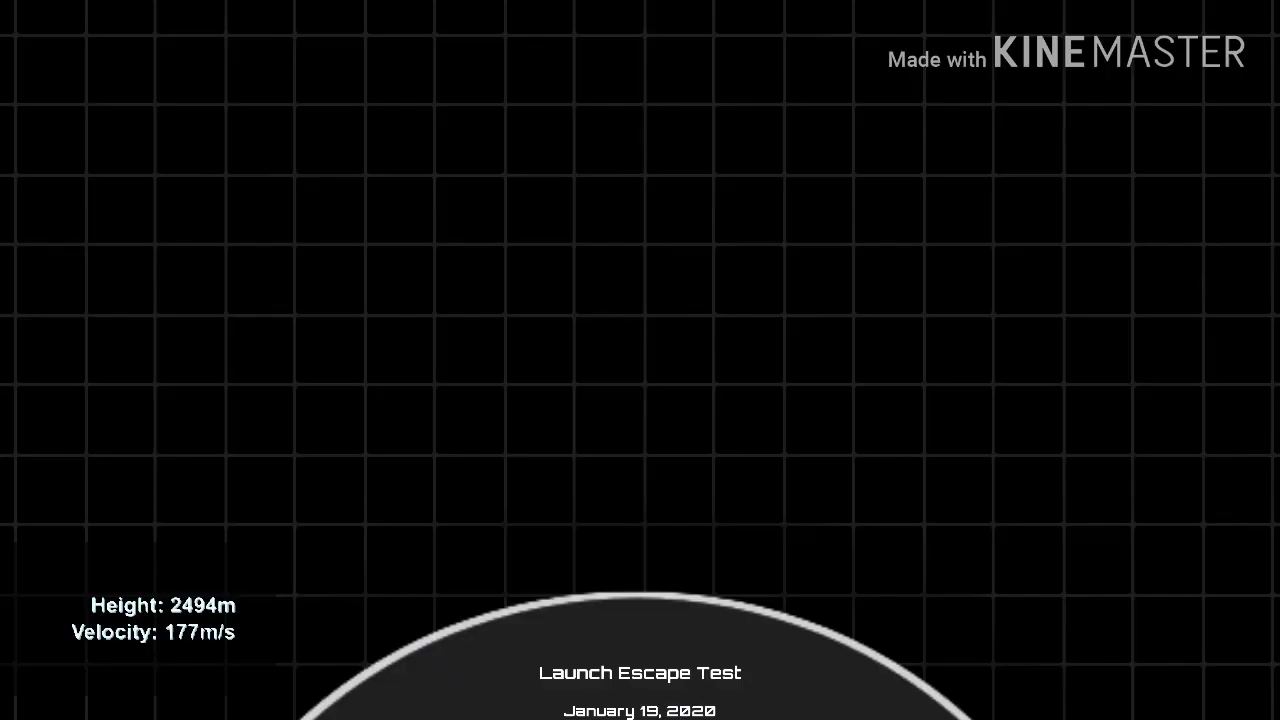 Made with KINEMASTER
Height: 2494m
Velocity: 177m/s
Launch Escape Test
January 19, 2020